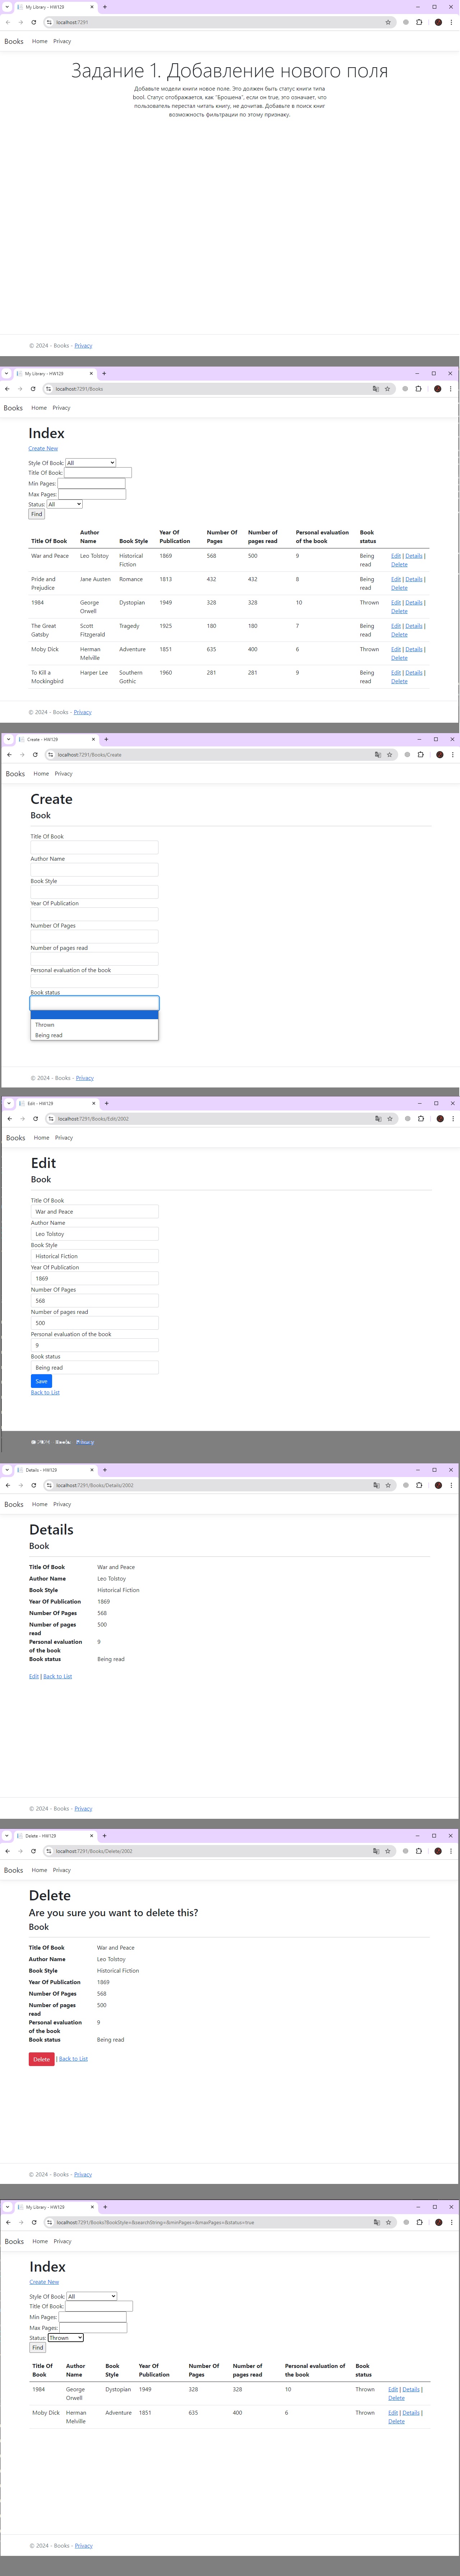 My Library - HW129
localhost:7291
Books Home Privacy
Задание 1. Добавление нового поля
Добавьте модели книги новое поле. Это должен быть статус книги типа
bool. Статус отображается, как "Брошена", если он true, это означает, что
пользователь перестал читать книгу, не дочитав. Добавьте в поиск книг
возможность фильтрации по этому признаку.
© 2024 - Books - Privacy
My Library - HW129
localhost:7291/Books
Books Home Privacy
Index
Create New
Style Of Book: All
Title Of Book:
Min Pages:
Max Pages:
Status: All
Find
Title Of Book Author Name Book Style Year Of Publication Number Of Pages Number of pages read Personal evaluation of the book Book status
War and Peace Leo Tolstoy Historical Fiction 1869 568 500 9 Being read Edit | Details | Delete
Pride and Prejudice Jane Austen Romance 1813 432 432 8 Being read Edit | Details | Delete
1984 George Orwell Dystopian 1949 328 328 10 Thrown Edit | Details | Delete
The Great Gatsby Scott Fitzgerald Tragedy 1925 180 180 7 Being read Edit | Details | Delete
Moby Dick Herman Melville Adventure 1851 635 400 6 Thrown Edit | Details | Delete
To Kill a Mockingbird Harper Lee Southern Gothic 1960 281 281 9 Being read Edit | Details | Delete
© 2024 - Books - Privacy
Create - HW129
localhost:7291/Books/Create
Books Home Privacy
Create
Book
Title Of Book
Author Name
Book Style
Year Of Publication
Number Of Pages
Number of pages read
Personal evaluation of the book
Book status
Thrown
Being read
© 2024 - Books - Privacy
Edit - HW129
localhost:7291/Books/Edit/2002
Books Home Privacy
Edit
Book
Title Of Book
War and Peace
Author Name
Leo Tolstoy
Book Style
Historical Fiction
Year Of Publication
1869
Number Of Pages
568
Number of pages read
500
Personal evaluation of the book
9
Book status
Being read
Save
Back to List
© 2024 - Books - Privacy
Details - HW129
localhost:7291/Books/Details/2002
Books Home Privacy
Details
Book
Title Of Book War and Peace
Author Name Leo Tolstoy
Book Style Historical Fiction
Year Of Publication 1869
Number Of Pages 568
Number of pages read 500
Personal evaluation of the book 9
Book status Being read
Edit | Back to List
© 2024 - Books - Privacy
Delete - HW129
localhost:7291/Books/Delete/2002
Books Home Privacy
Delete
Are you sure you want to delete this?
Book
Title Of Book War and Peace
Author Name Leo Tolstoy
Book Style Historical Fiction
Year Of Publication 1869
Number Of Pages 568
Number of pages read 500
Personal evaluation of the book 9
Book status Being read
Delete | Back to List
© 2024 - Books - Privacy
My Library - HW129
localhost:7291/Books?BookStyle=&searchString=&minPages=&maxPages=&status=true
Books Home Privacy
Index
Create New
Style Of Book: All
Title Of Book:
Min Pages:
Max Pages:
Status: Thrown
Find
Title Of Book Author Name Book Style Year Of Publication Number Of Pages Number of pages read Personal evaluation of the book Book status
1984 George Orwell Dystopian 1949 328 328 10 Thrown Edit | Details | Delete
Moby Dick Herman Melville Adventure 1851 635 400 6 Thrown Edit | Details | Delete
© 2024 - Books - Privacy